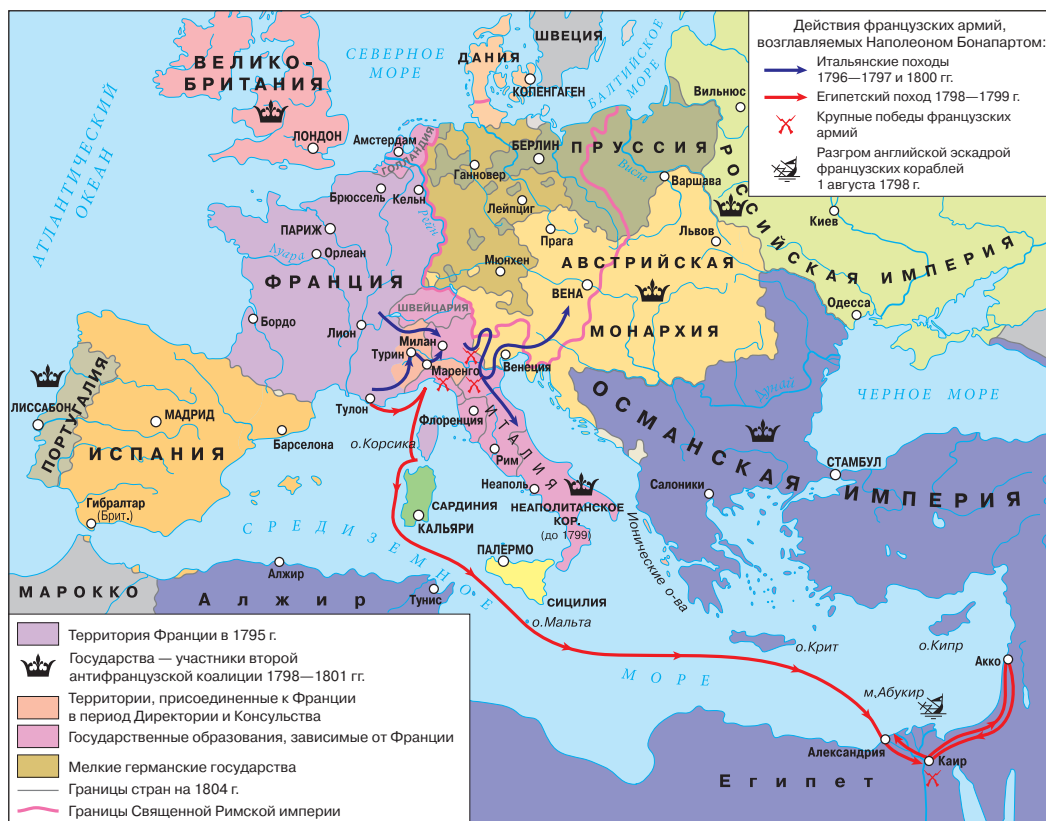 Действия французских армий,
возглавляемых Наполеоном Бонапартом:
Итальянские походы
1796—1797 и 1800 гг.
Египетский поход 1798—1799 г.
Крупные победы французских
армий
Разгром английской эскадрой
французских кораблей
1 августа 1798 г.
АТЛАНТИЧЕСКИЙ
ОКЕАН
СЕВЕРНОЕ
МОРЕ
БАЛТИЙСКОЕ
МОРЕ
ШВЕЦИЯ
ДАНИЯ
КОПЕНГАГЕН
ВЕЛИКО-
БРИТАНИЯ
ЛОНДОН
Амстердам
ГОЛЛАНДИЯ
Брюссель
Кельн
Рейн
Ганновер
БЕРЛИН
ПРУССИЯ
Висла
Вильнюс
Варшава
РОССИЙСКАЯ ИМПЕРИЯ
Киев
Одесса
Лейпциг
Прага
Львов
Мюнхен
АВСТРИЙСКАЯ
ВЕНА
МОНАРХИЯ
ПАРИЖ
Луара
Орлеан
ФРАНЦИЯ
Бордо
Лион
ШВЕЙЦАРИЯ
Милан
Турин
Маренго
Венеция
Тулон
Флоренция
ИТАЛИЯ
о.Корсика
Рим
Неаполь
НЕАПОЛИТАНСКОЕ
КОР.
(до 1799)
САРДИНИЯ
КАЛЬЯРИ
ПАЛЕРМО
СИЦИЛИЯ
о.Мальта
ПОРТУГАЛИЯ
ЛИССАБОН
МАДРИД
ИСПАНИЯ
Барселона
Гибралтар
(Брит.)
МАРОККО
Алжир
Алжир
Тунис
СРЕДИЗЕМНОЕ
МОРЕ
Дунай
ЧЕРНОЕ МОРЕ
ОСМАНСКАЯ
ИМПЕРИЯ
СТАМБУЛ
Салоники
Ионические о-ва
о.Крит
о.Кипр
Акко
м.Абукир
Александрия
Каир
Египет
Территория Франции в 1795 г.
Государства — участники второй
антифранцузской коалиции 1798—1801 гг.
Территории, присоединенные к Франции
в период Директории и Консульства
Государственные образования, зависимые от Франции
Мелкие германские государства
Границы стран на 1804 г.
Границы Священной Римской империи